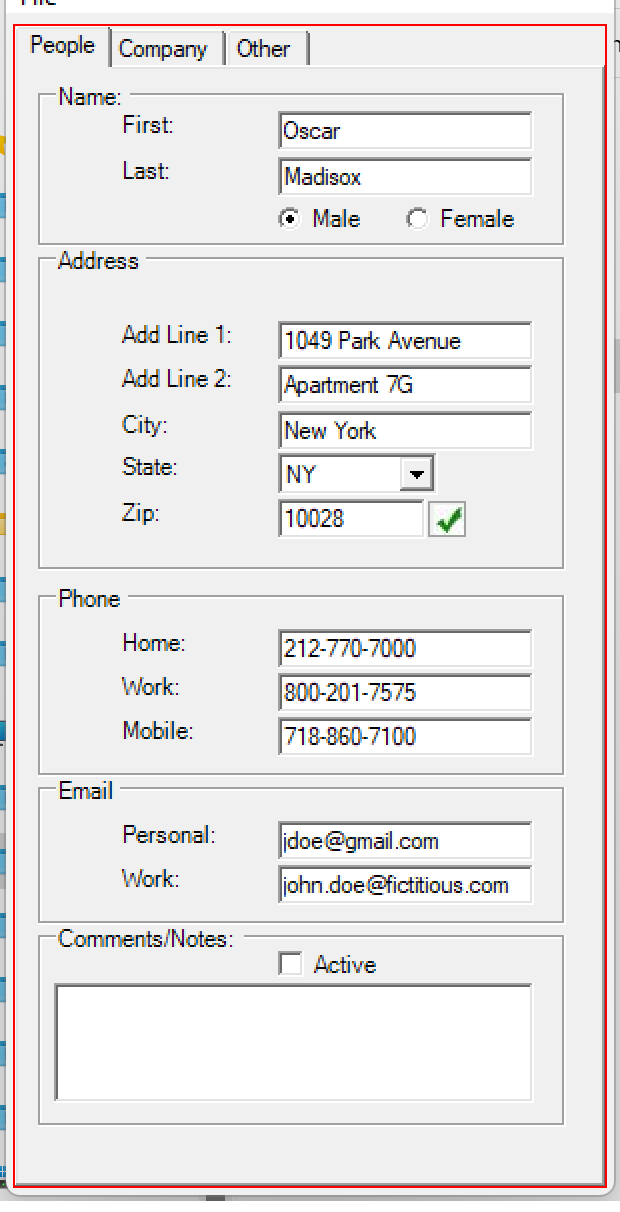 People Company Other
Name:
First: Oscar
Last: Madisox
Male Female
Address
Add Line 1: 1049 Park Avenue
Add Line 2: Apartment 7G
City: New York
State: NY
Zip: 10028
Phone
Home: 212-770-7000
Work: 800-201-7575
Mobile: 718-860-7100
Email
Personal: jdoe@gmail.com
Work: john.doe@fictitious.com
Comments/Notes:
Active